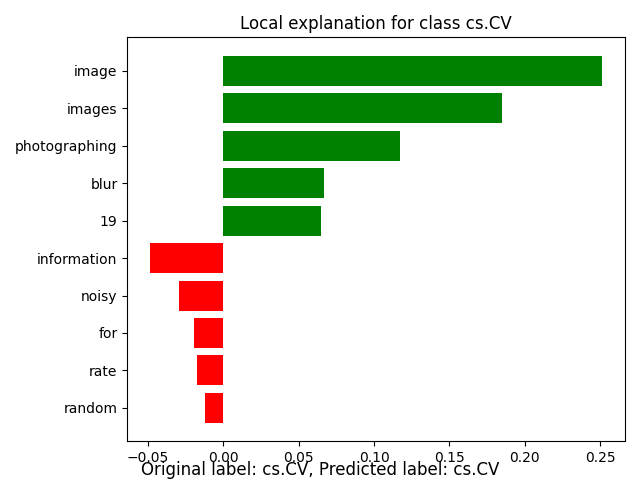 Local explanation for class cs.CV
image
images
photographing
blur
19
information
noisy
for
rate
random
−0.05 0.00 0.05 0.10 0.15 0.20 0.25
Original label: cs.CV, Predicted label: cs.CV